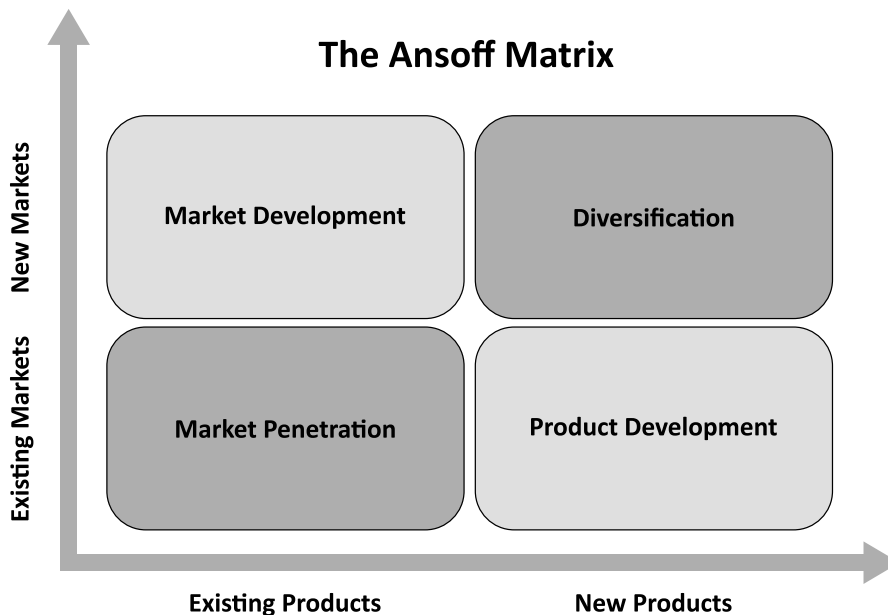 The Ansoff Matrix
New Markets
Market Development
Diversification
Existing Markets
Market Penetration
Product Development
Existing Products
New Products